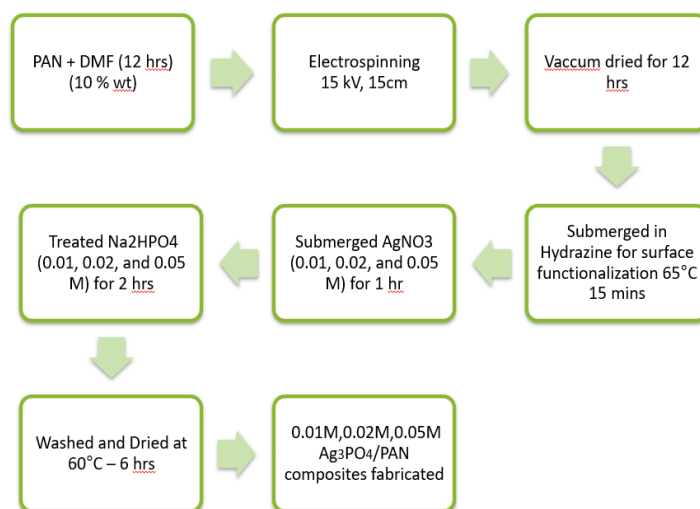 PAN + DMF (12 hrs)
(10 % wt)
Electrospinning
15 kV, 15cm
Vaccum dried for 12
hrs
Submerged in
Hydrazine for surface
functionalization 65°C
15 mins
Submerged AgNO3
(0.01, 0.02, and 0.05
M) for 1 hr
Treated Na2HPO4
(0.01, 0.02, and 0.05
M) for 2 hrs
Washed and Dried at
60°C – 6 hrs
0.01M,0.02M,0.05M
Ag3PO4/PAN
composites fabricated